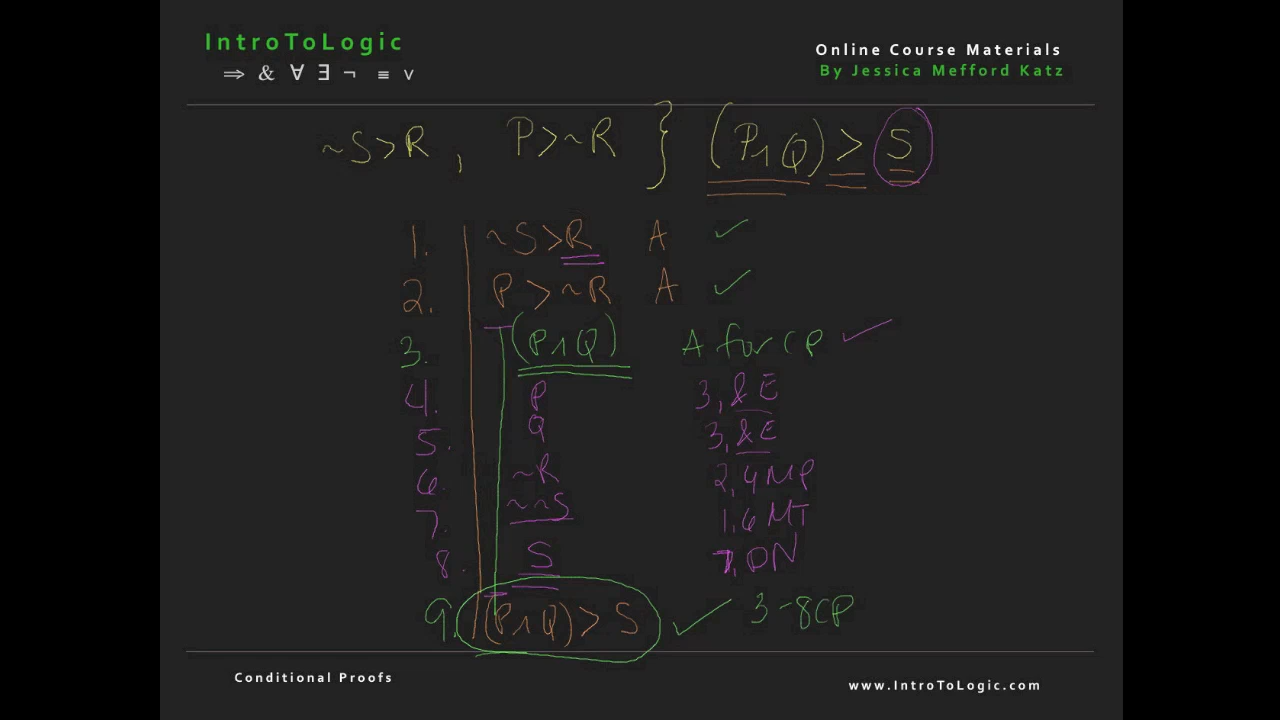 IntroToLogic
⇒ & ∀ ∃ ¬ ≡ v
Online Course Materials
By Jessica Mefford Katz
~S>R, P>~R } (P∧Q) > S
1. ~S>R A ✓
2. P>~R A ✓
3. (P∧Q) A for CP ✓
4. P 3, &E
5. Q 3, &E
6. ~R 2,4 MP
7. ~~S 1,6 MT
8. S 7, DN
9. (P∧Q) > S ✓ 3-8 CP
Conditional Proofs
www.IntroToLogic.com